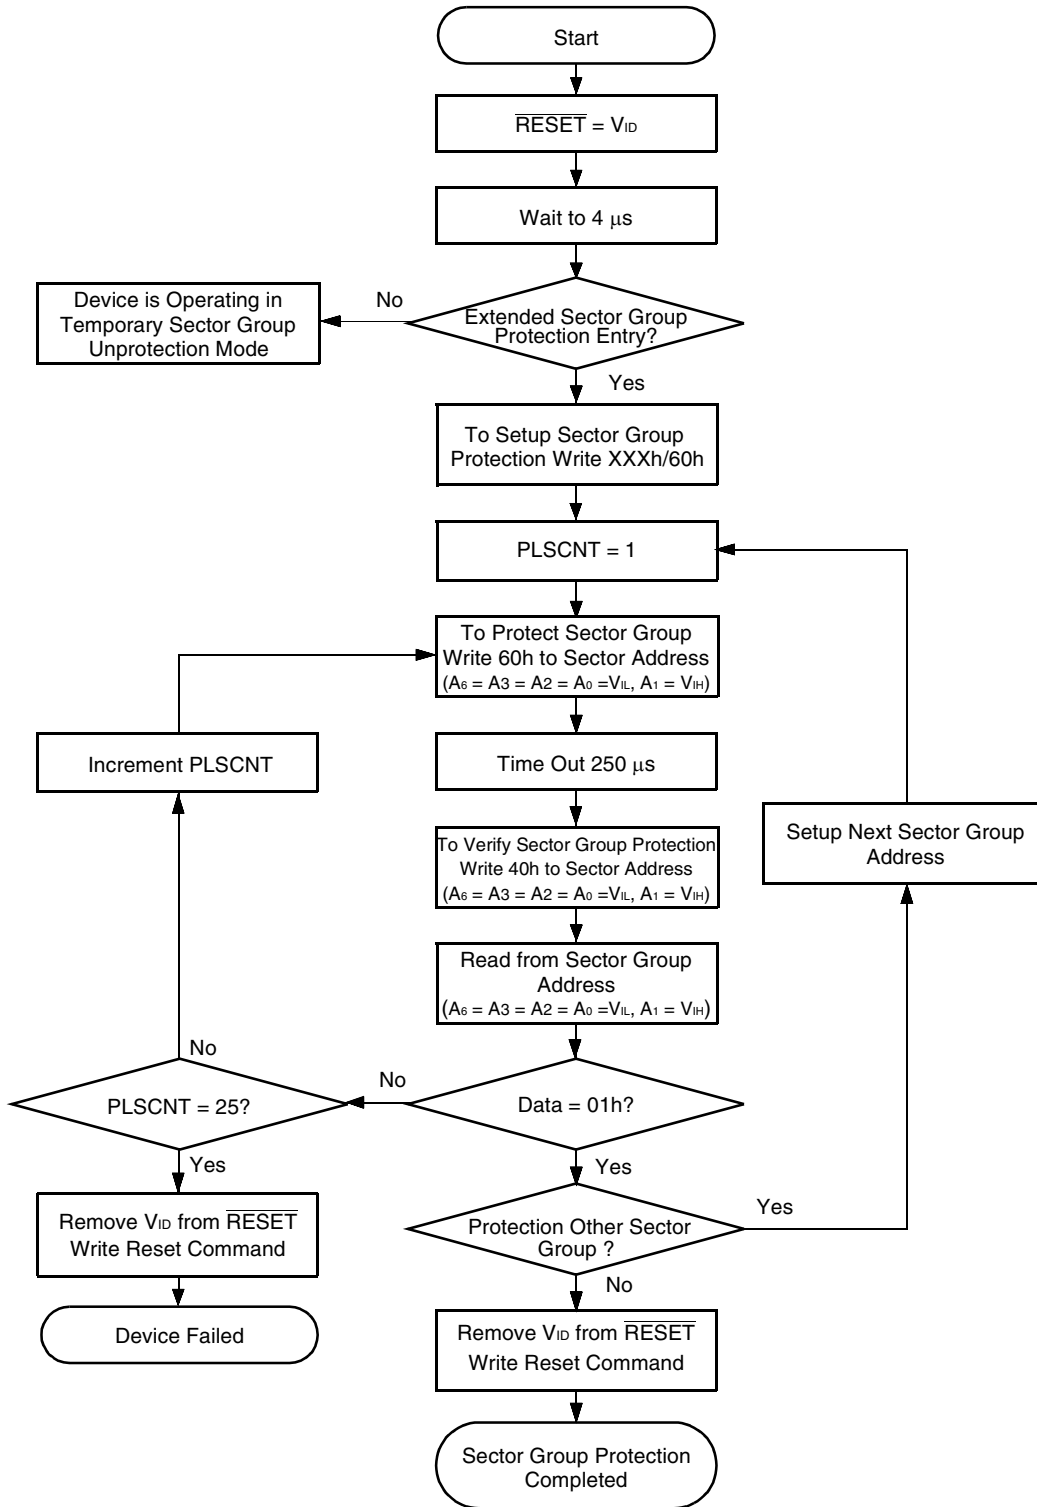 Start
RESET = VID
Wait to 4 μs
No
Device is Operating in
Temporary Sector Group
Unprotection Mode
Extended Sector Group
Protection Entry?
Yes
To Setup Sector Group
Protection Write XXXh/60h
PLSCNT = 1
To Protect Sector Group
Write 60h to Sector Address
(A6 = A3 = A2 = A0 =VIL, A1 = VIH)
Increment PLSCNT
Time Out 250 μs
Setup Next Sector Group
Address
To Verify Sector Group Protection
Write 40h to Sector Address
(A6 = A3 = A2 = A0 =VIL, A1 = VIH)
Read from Sector Group
Address
(A6 = A3 = A2 = A0 =VIL, A1 = VIH)
No
No
PLSCNT = 25?
Data = 01h?
Yes
Yes
Yes
Remove VID from RESET
Write Reset Command
Protection Other Sector
Group ?
No
Device Failed
Remove VID from RESET
Write Reset Command
Sector Group Protection
Completed